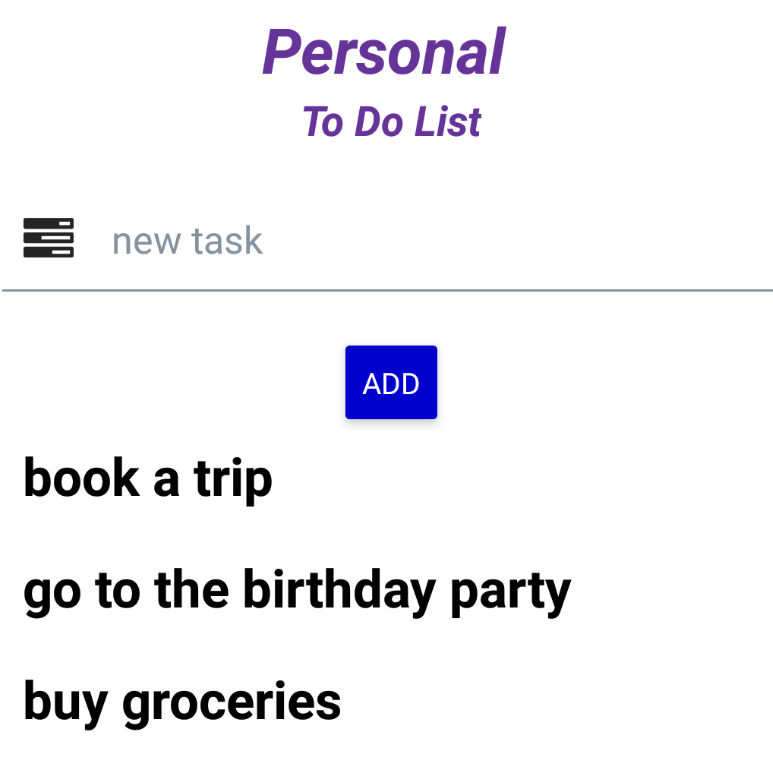 Personal
To Do List
new task
ADD
book a trip
go to the birthday party
buy groceries